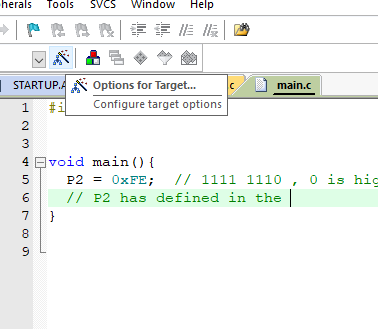 pherals Tools SVCS Window Help
STARTUP.A
Options for Target...
Configure target options
.c
main.c
1 #i
2
3
4 void main(){
5 P2 = 0xFE; // 1111 1110 , 0 is hig
6 // P2 has defined in the
7 }
8
9